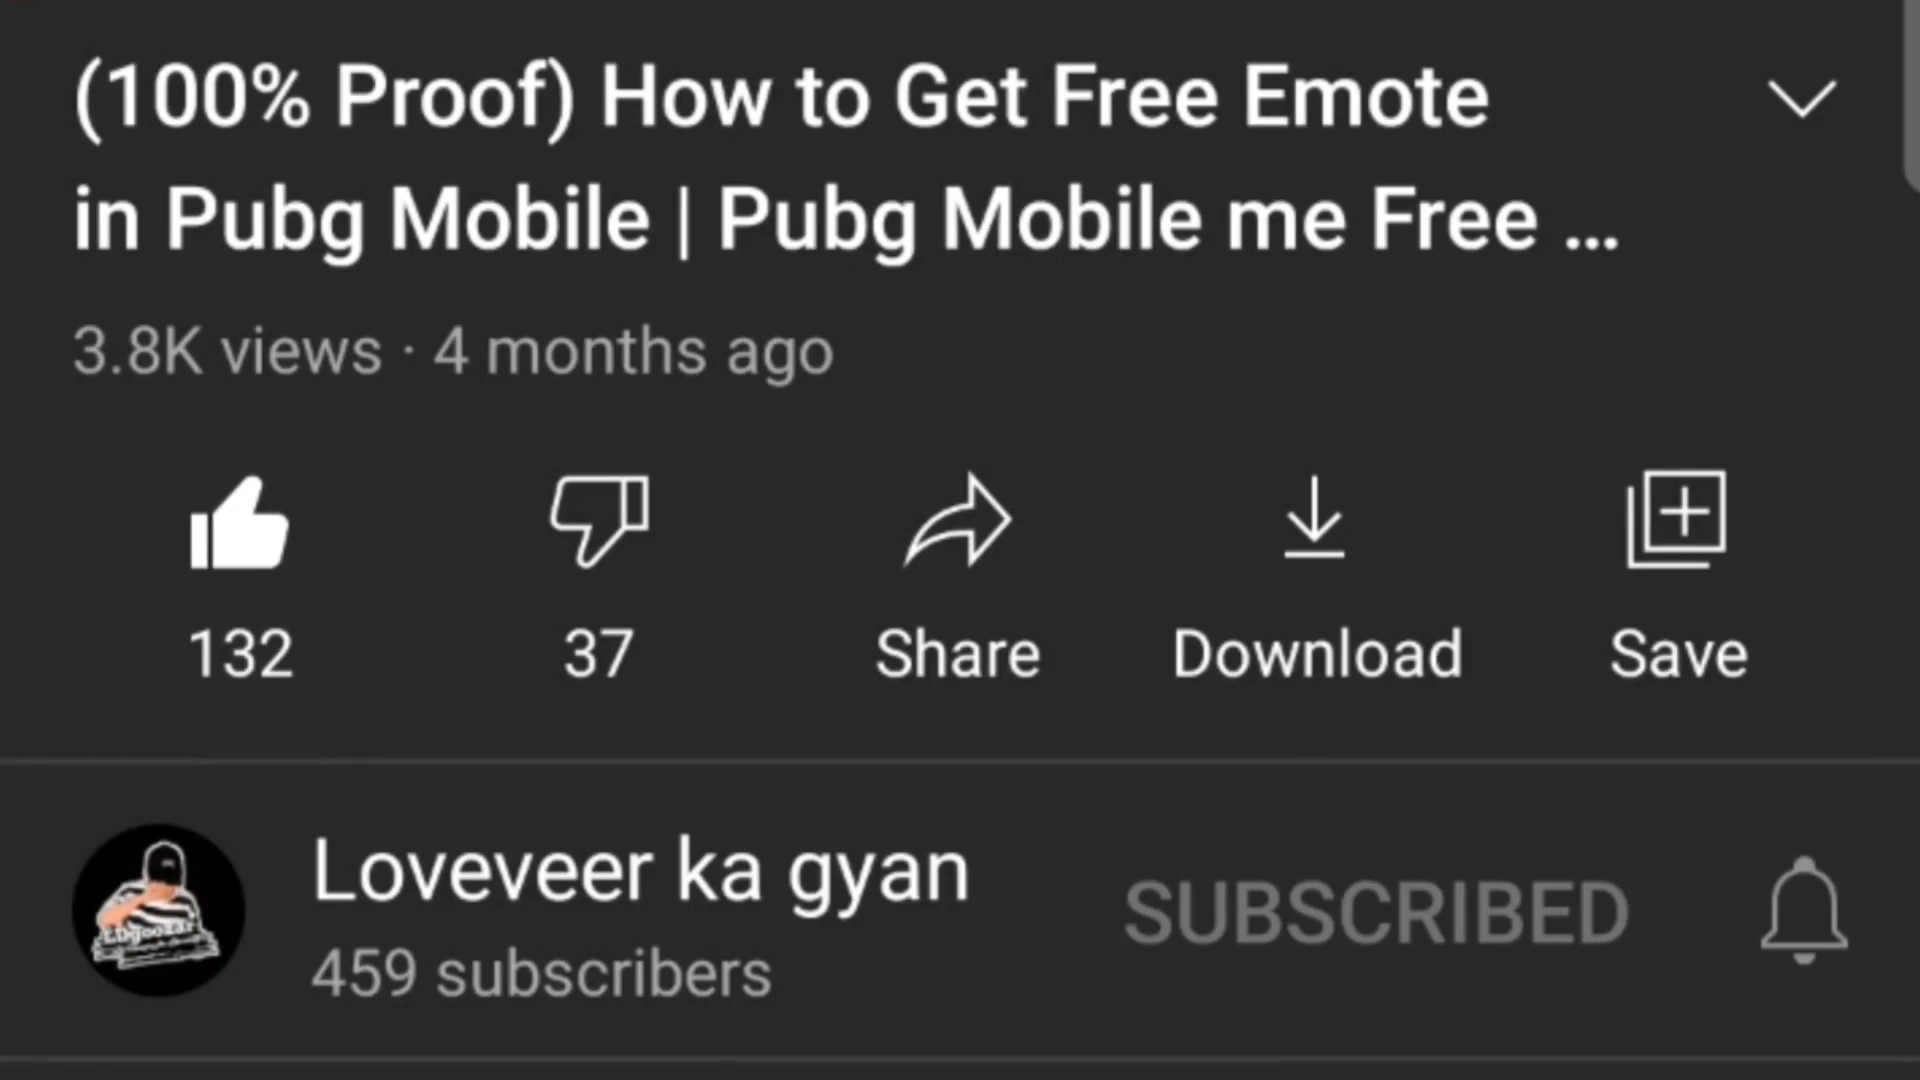 (100% Proof) How to Get Free Emote
in Pubg Mobile | Pubg Mobile me Free ...
3.8K views · 4 months ago
132
37
Share
Download
Save
Loveveer ka gyan
SUBSCRIBED
459 subscribers